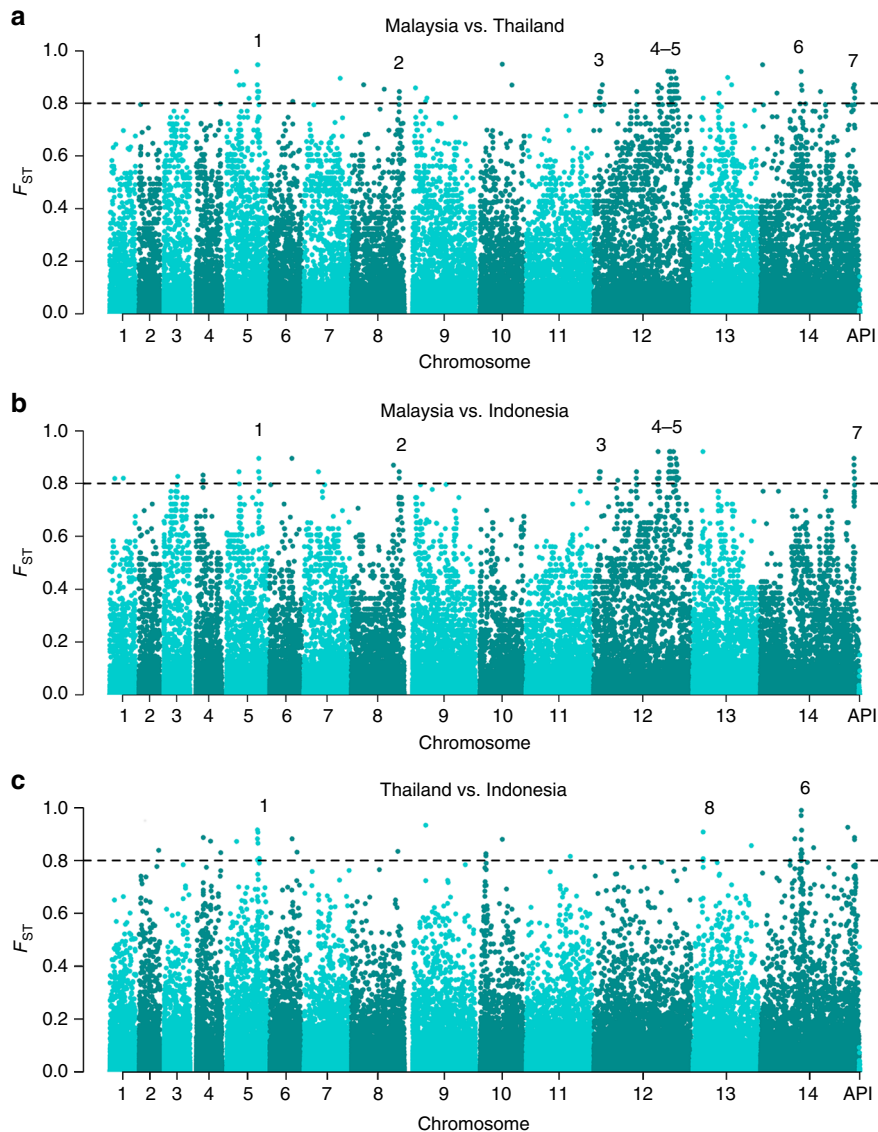 a
Malaysia vs. Thailand
1 2 3 4–5 6 7
1.0
0.8
0.6
0.4
0.2
0.0
FST
1 2 3 4 5 6 7 8 9 10 11 12 13 14 API
Chromosome
b
Malaysia vs. Indonesia
1 2 3 4–5 7
1.0
0.8
0.6
0.4
0.2
0.0
FST
1 2 3 4 5 6 7 8 9 10 11 12 13 14 API
Chromosome
c
Thailand vs. Indonesia
1 8 6
1.0
0.8
0.6
0.4
0.2
0.0
FST
1 2 3 4 5 6 7 8 9 10 11 12 13 14 API
Chromosome